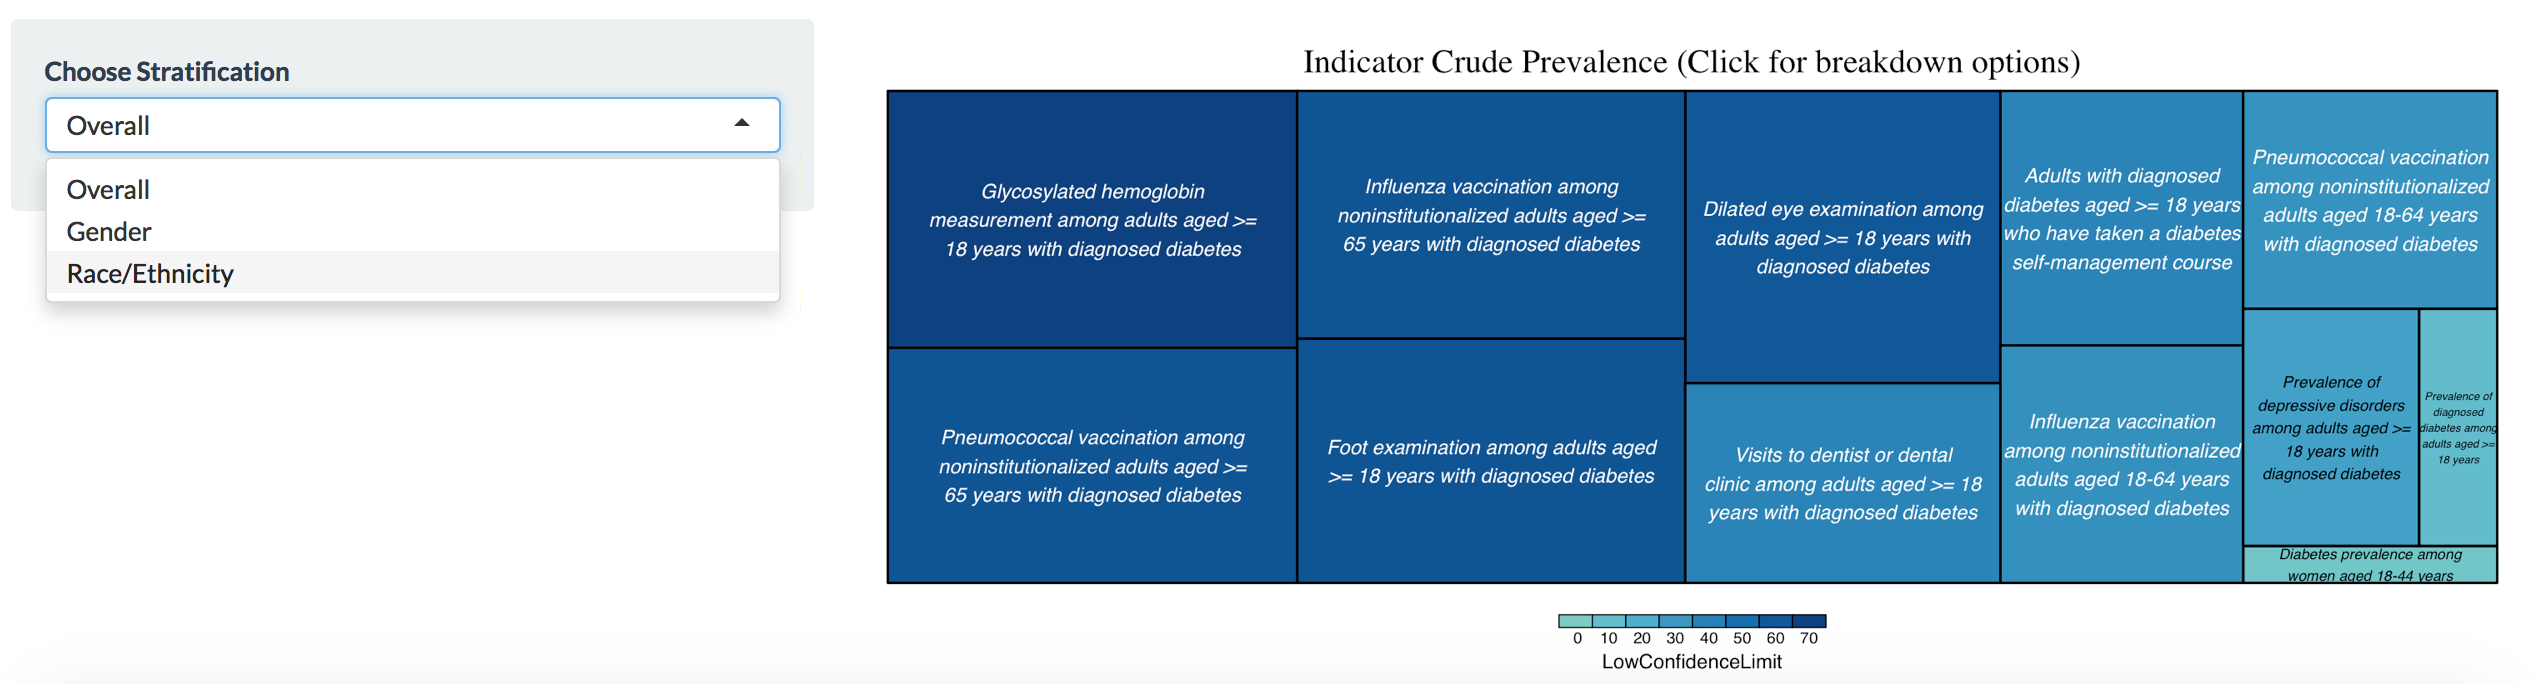 Choose Stratification
Overall
Overall
Gender
Race/Ethnicity
Indicator Crude Prevalence (Click for breakdown options)
Glycosylated hemoglobin
measurement among adults aged >=
18 years with diagnosed diabetes
Pneumococcal vaccination among
noninstitutionalized adults aged >=
65 years with diagnosed diabetes
Influenza vaccination among
noninstitutionalized adults aged >=
65 years with diagnosed diabetes
Foot examination among adults aged
>= 18 years with diagnosed diabetes
Dilated eye examination among
adults aged >= 18 years with
diagnosed diabetes
Visits to dentist or dental
clinic among adults aged >= 18
years with diagnosed diabetes
Adults with diagnosed
diabetes aged >= 18 years
who have taken a diabetes
self-management course
Influenza vaccination
among noninstitutionalized
adults aged 18-64 years
with diagnosed diabetes
Pneumococcal vaccination
among noninstitutionalized
adults aged 18-64 years
with diagnosed diabetes
Prevalence of
depressive disorders
among adults aged >=
18 years with
diagnosed diabetes
Prevalence of
diagnosed
diabetes among
adults aged >=
18 years
Diabetes prevalence among
women aged 18-44 years
0 10 20 30 40 50 60 70
LowConfidenceLimit